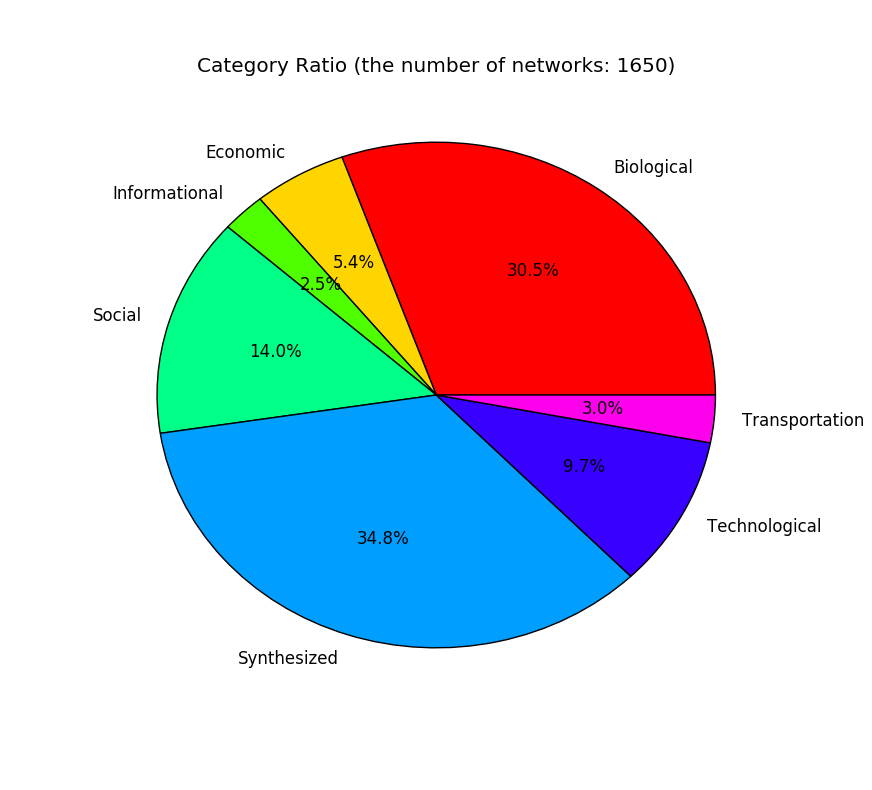 Category Ratio (the number of networks: 1650)
Economic
Biological
Informational
5.4%
30.5%
2.5%
Social
14.0%
3.0%
Transportation
9.7%
Technological
34.8%
Synthesized